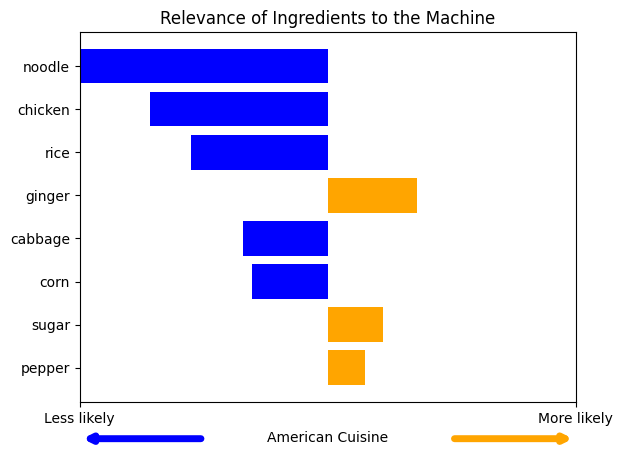 Relevance of Ingredients to the Machine
noodle
chicken
rice
ginger
cabbage
corn
sugar
pepper
Less likely
More likely
American Cuisine